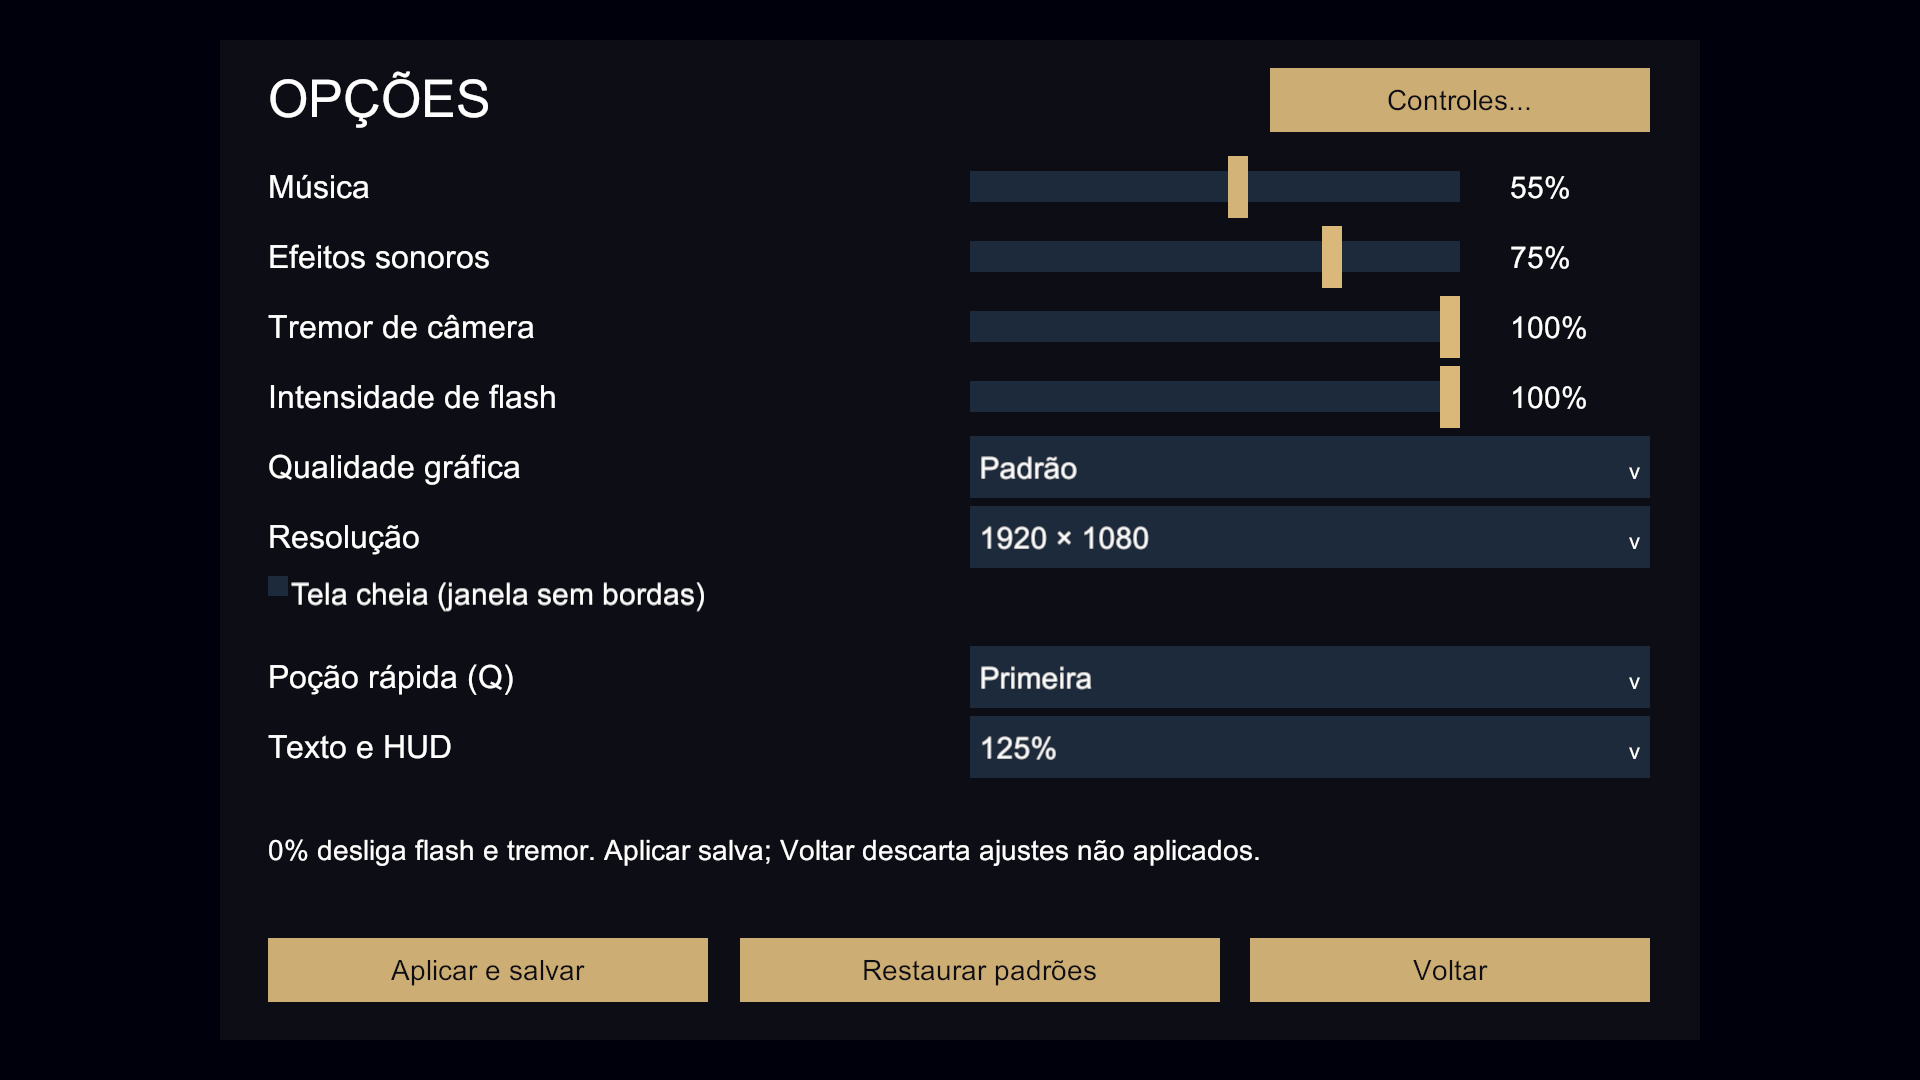 OPÇÕES
Controles...
Música
55%
Efeitos sonoros
75%
Tremor de câmera
100%
Intensidade de flash
100%
Qualidade gráfica
Padrão
v
Resolução
1920 × 1080
v
Tela cheia (janela sem bordas)
Poção rápida (Q)
Primeira
v
Texto e HUD
125%
v
0% desliga flash e tremor. Aplicar salva; Voltar descarta ajustes não aplicados.
Aplicar e salvar
Restaurar padrões
Voltar